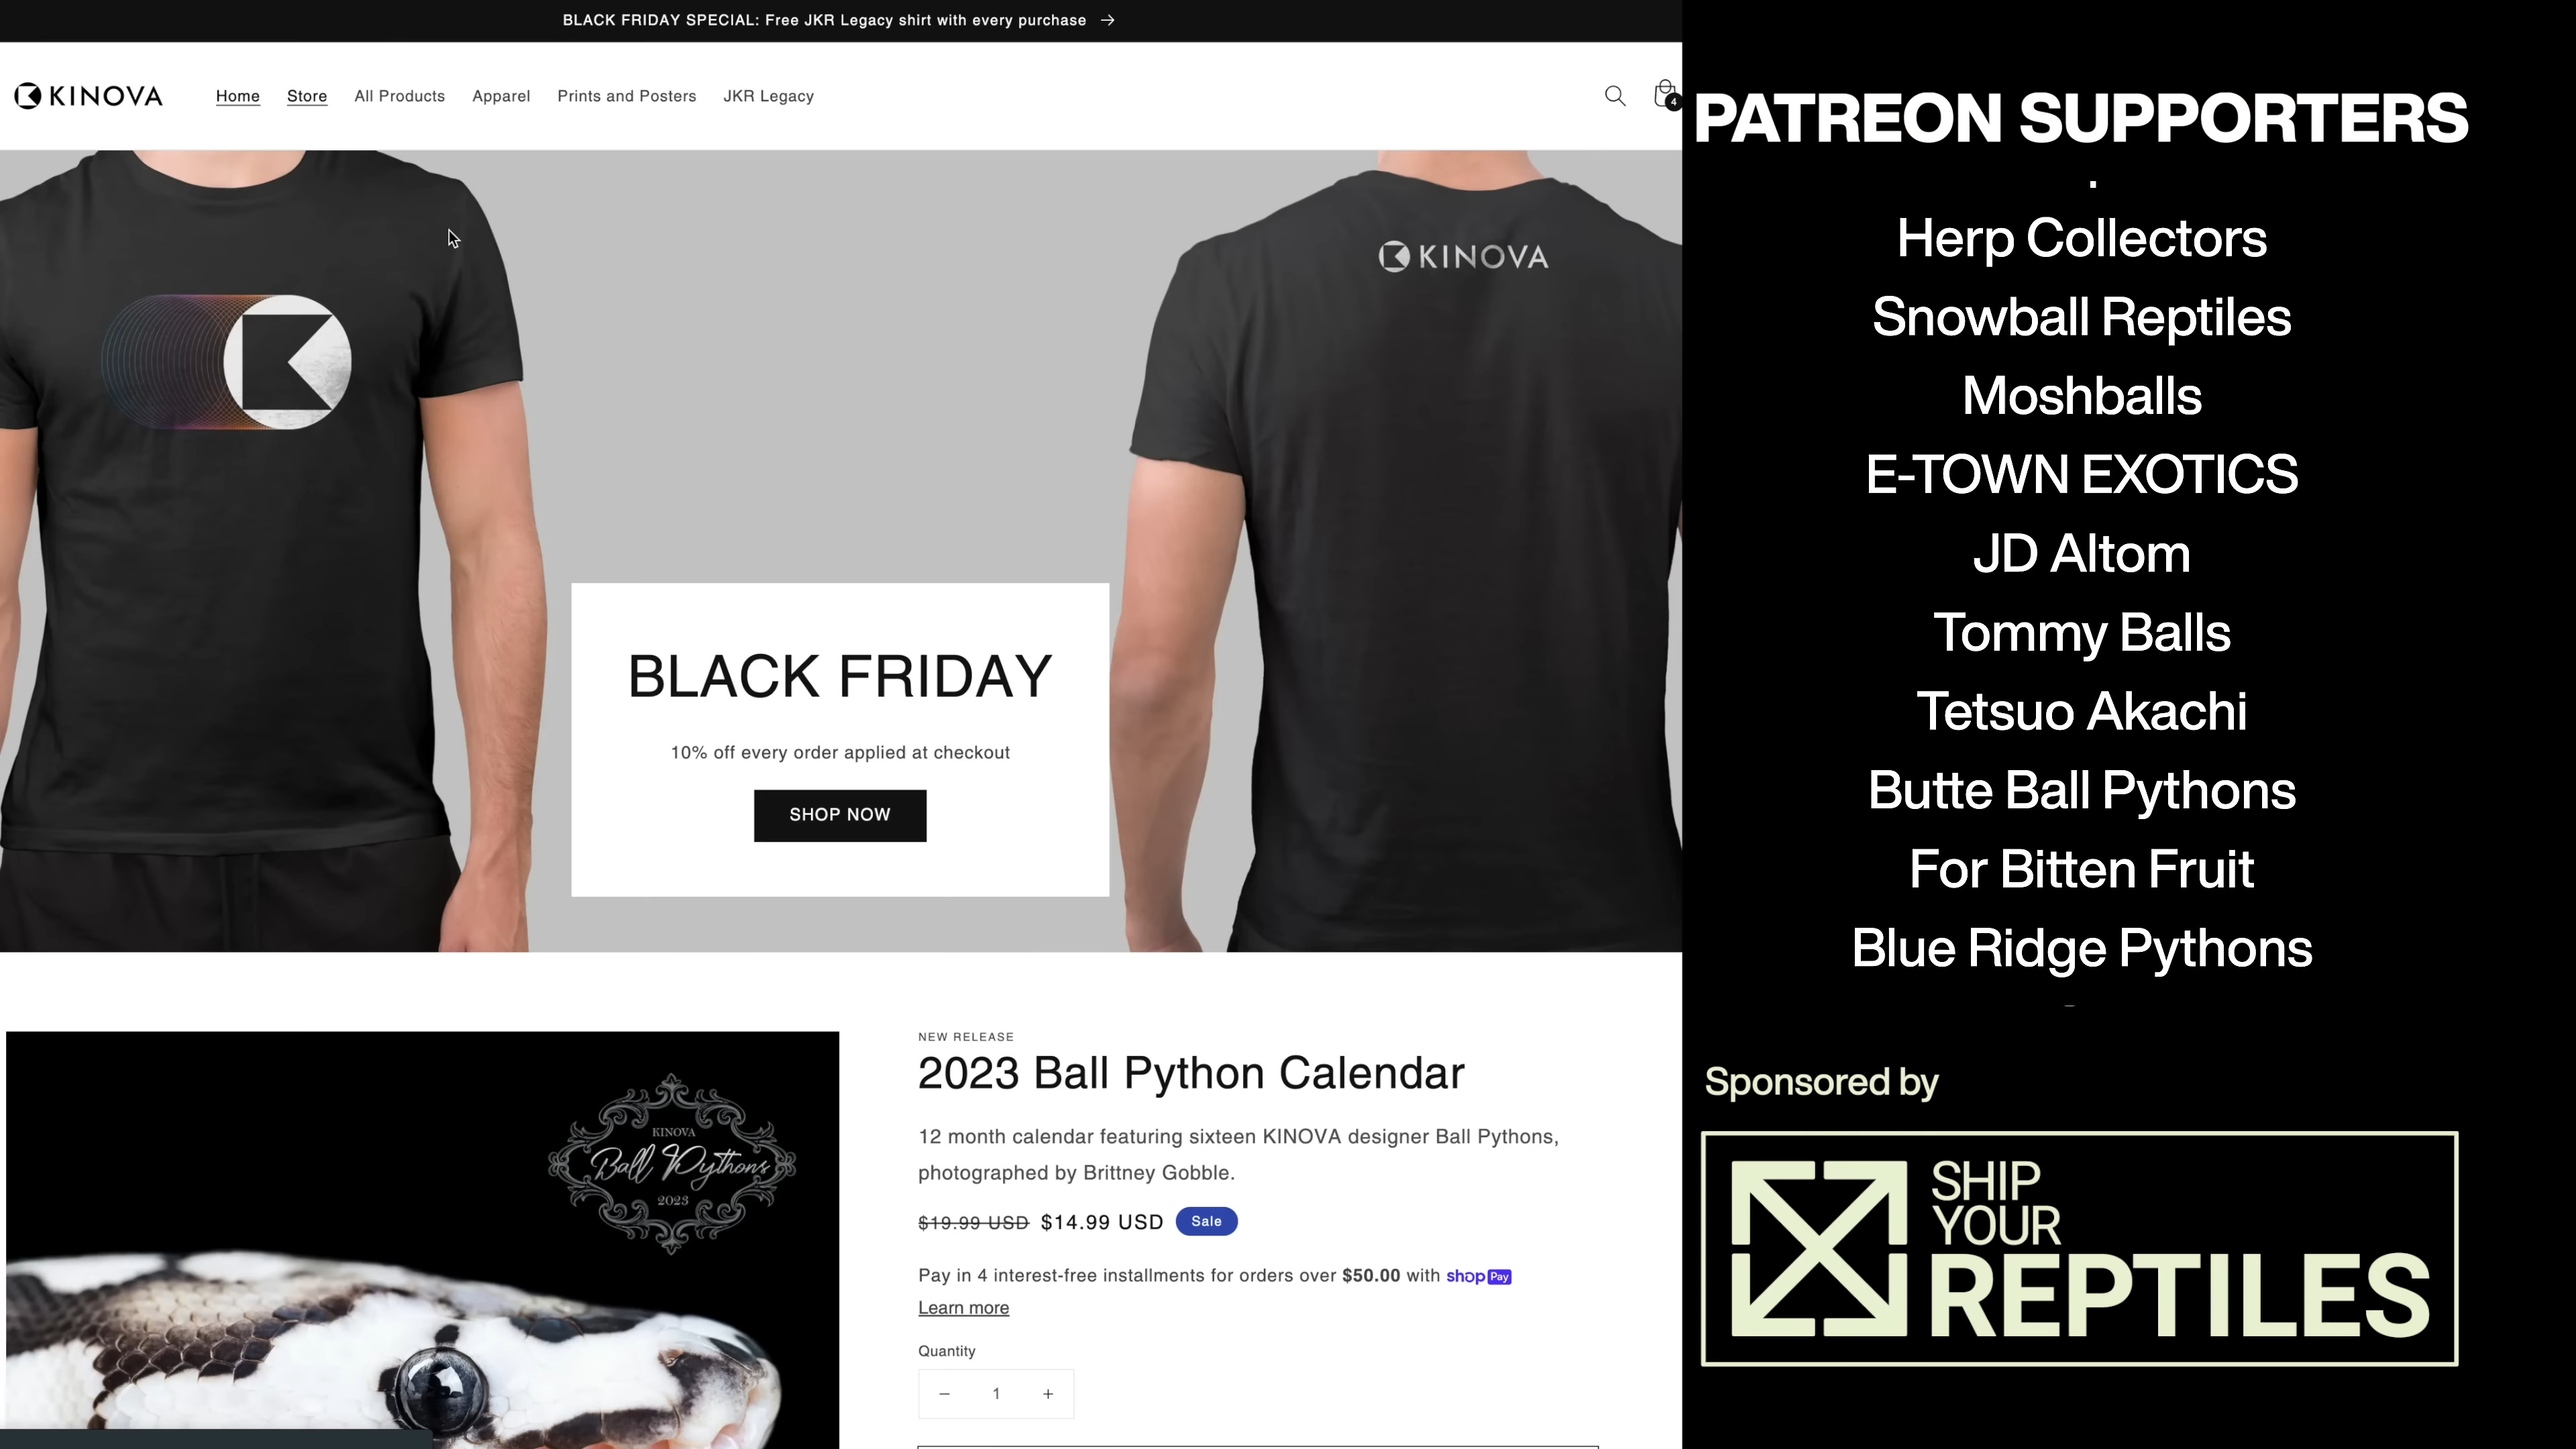 BLACK FRIDAY SPECIAL: Free JKR Legacy shirt with every purchase →
KINOVA
Home Store All Products Apparel Prints and Posters JKR Legacy
4
KINOVA
BLACK FRIDAY
10% off every order applied at checkout
SHOP NOW
KINOVA
Ball Pythons
2023
NEW RELEASE
2023 Ball Python Calendar
12 month calendar featuring sixteen KINOVA designer Ball Pythons,
photographed by Brittney Gobble.
$19.99 USD $14.99 USD Sale
Pay in 4 interest-free installments for orders over $50.00 with shop Pay
Learn more
Quantity
− 1 +
PATREON SUPPORTERS
Herp Collectors
Snowball Reptiles
Moshballs
E-TOWN EXOTICS
JD Altom
Tommy Balls
Tetsuo Akachi
Butte Ball Pythons
For Bitten Fruit
Blue Ridge Pythons
Sponsored by
SHIP
YOUR
REPTILES